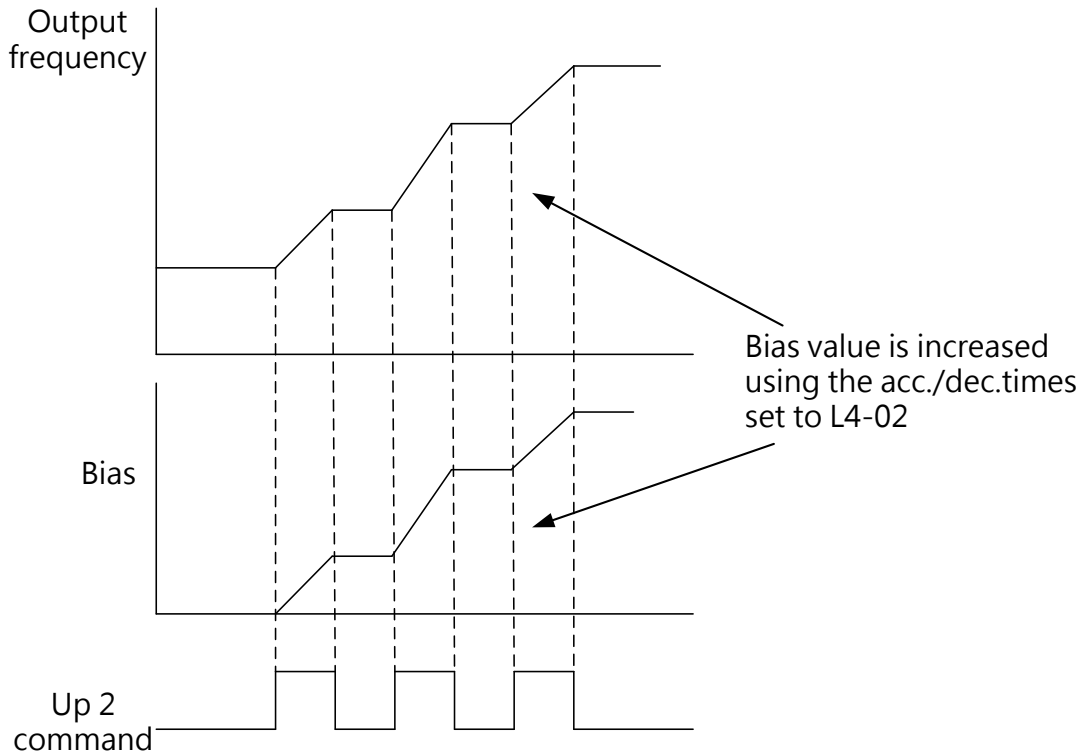 Output
frequency
Bias value is increased
using the acc./dec.times
set to L4-02
Bias
Up 2
command